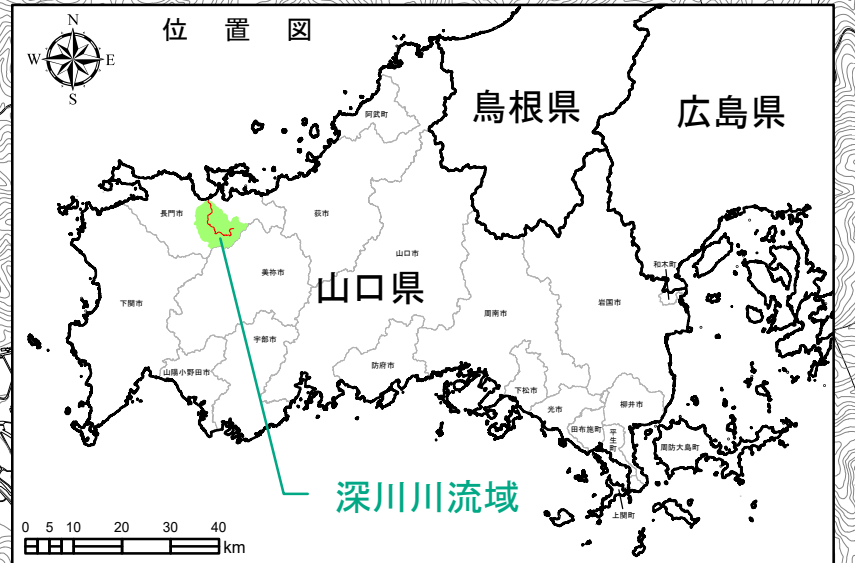 位 置 図
N
W E
S
鳥根県
広島県
阿武町
長門市
萩市
山口市
和木町
美祢市
山口県
岩国市
下関市
周南市
宇部市
防府市
山陽小野田市
下松市
光市
柳井市
田布施町
平生町
周防大島町
深川川流域
上関町
0 5 10 20 30 40
km